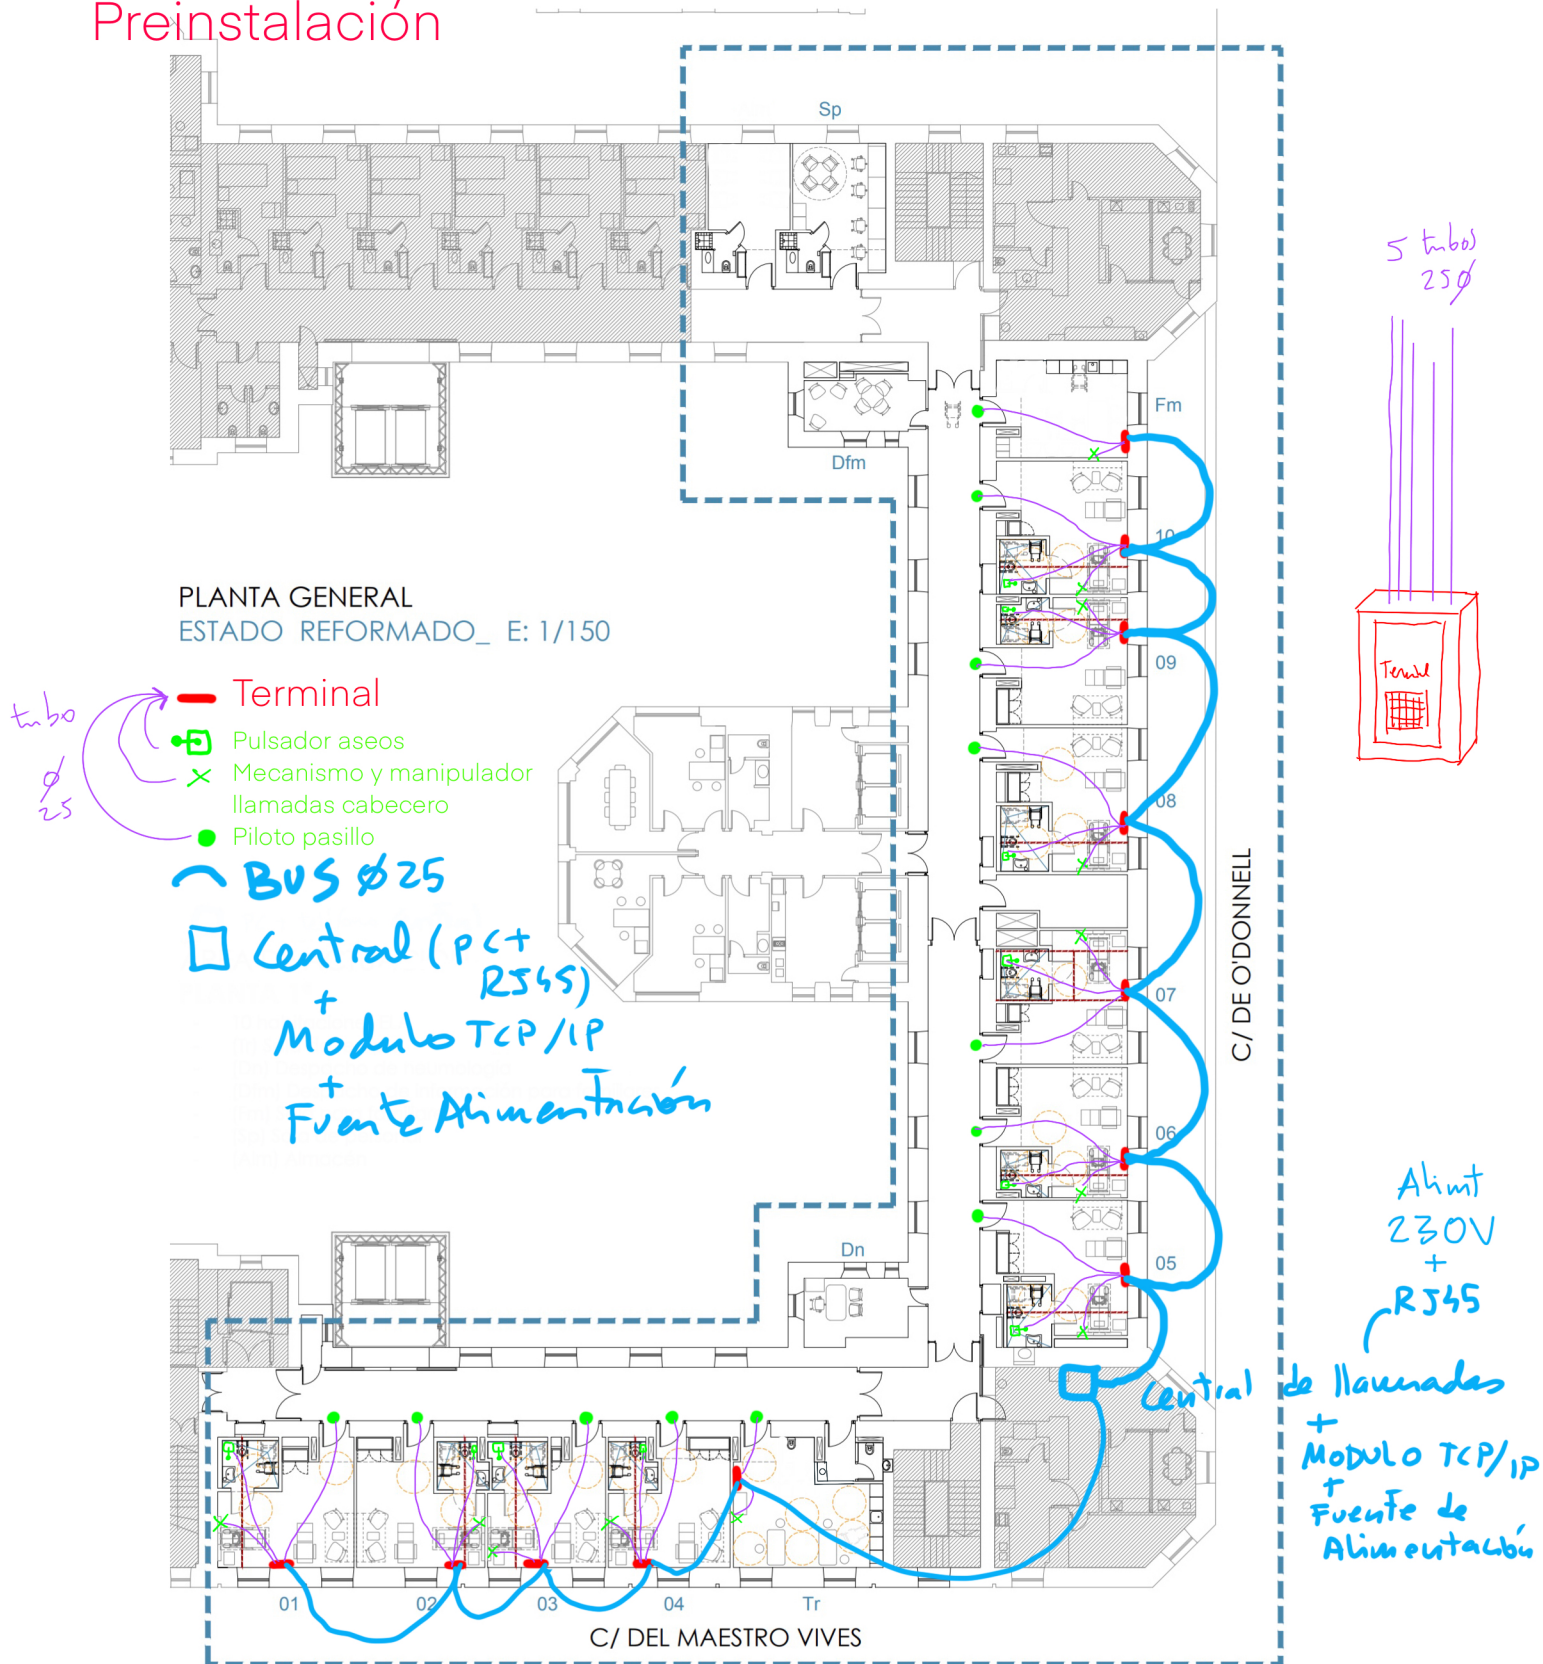 Preinstalación
Sp
5 tubos
25Ø
Fm
Dfm
10
PLANTA GENERAL
ESTADO REFORMADO_ E: 1/150
09
Terminal
tubo
Ø
25
Pulsador aseos
Mecanismo y manipulador
llamadas cabecero
Piloto pasillo
08
BUS Ø25
Central (PC+
RJ45)
+
Modulo TCP/IP
+
Fuente Alimentación
07
C/ DE O'DONNELL
06
Dn
05
Alimt
230V
+
RJ45
Central de llamadas
+
MODULO TCP/IP
+
Fuente de
Alimentación
01
02
03
04
Tr
C/ DEL MAESTRO VIVES